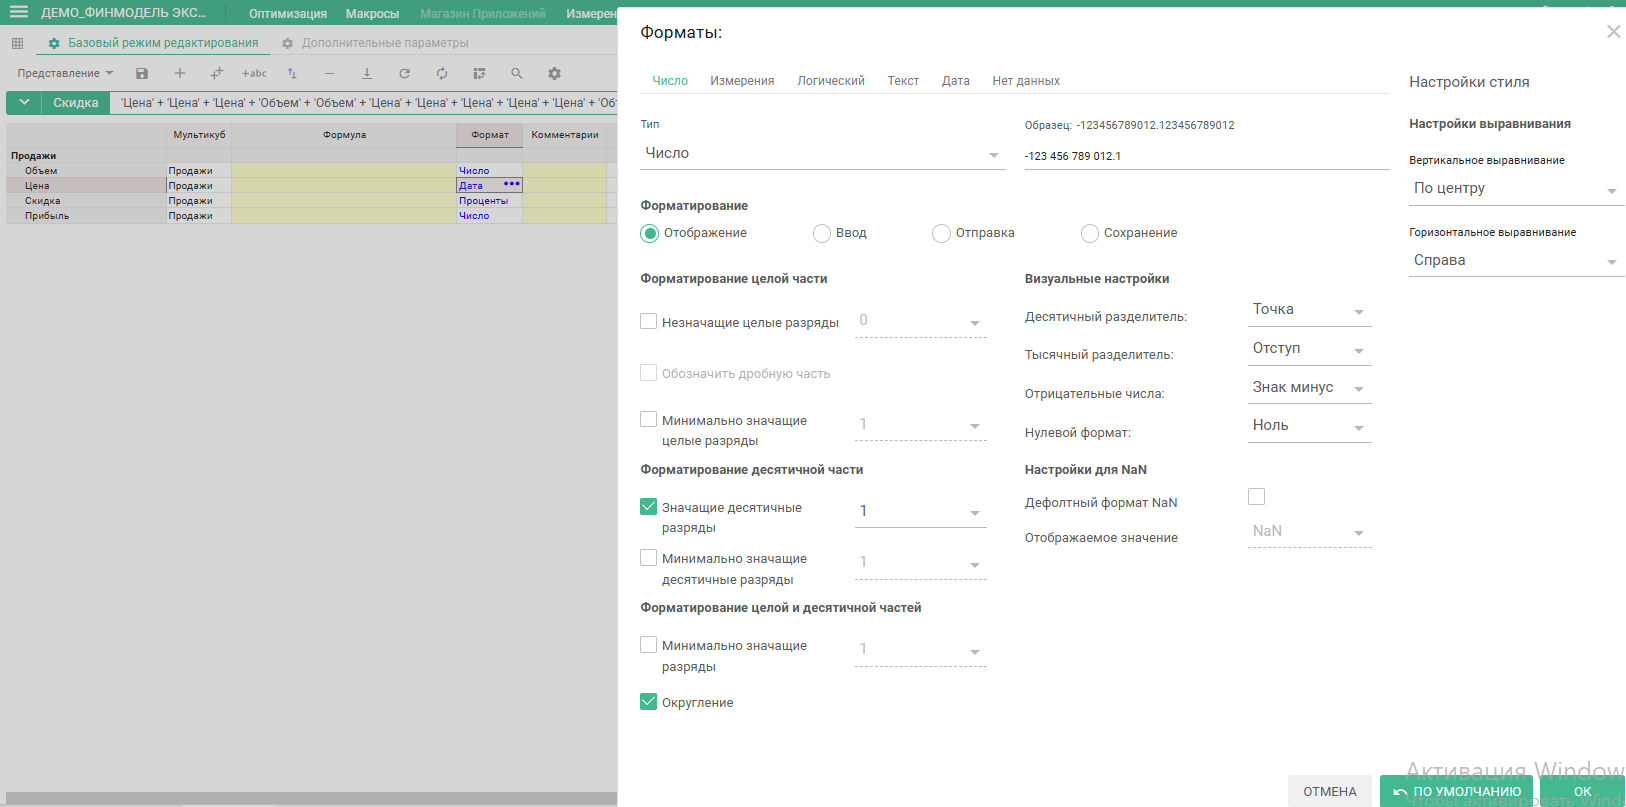 ДЕМО_ФИНМОДЕЛЬ ЭКС...
Оптимизация
Макросы
Магазин Приложений
Измерен
Базовый режим редактирования
Дополнительные параметры
Представление
+abc
Скидка
'Цена' + 'Цена' + 'Цена' + 'Объем' + 'Объем' + 'Цена' + 'Цена' + 'Цена' + 'Цена' + 'Цена' + 'Об
Мультикуб Формула Формат Комментарии
Продажи
Объем Продажи Число
Цена Продажи Дата •••
Скидка Продажи Проценты
Прибыль Продажи Число
Форматы:
Число Измерения Логический Текст Дата Нет данных
Тип
Число
Образец: -123456789012.123456789012
-123 456 789 012.1
Форматирование
Отображение Ввод Отправка Сохранение
Форматирование целой части
Незначащие целые разряды 0
Обозначить дробную часть
Минимально значащие
целые разряды 1
Форматирование десятичной части
Значащие десятичные
разряды 1
Минимально значащие
десятичные разряды 1
Форматирование целой и десятичной частей
Минимально значащие
разряды 1
Округление
Визуальные настройки
Десятичный разделитель: Точка
Тысячный разделитель: Отступ
Отрицательные числа: Знак минус
Нулевой формат: Ноль
Настройки для NaN
Дефолтный формат NaN
Отображаемое значение NaN
Настройки стиля
Настройки выравнивания
Вертикальное выравнивание
По центру
Горизонтальное выравнивание
Справа
Активация Window
Чтобы активировать Wind
ОТМЕНА
ПО УМОЛЧАНИЮ
ОК